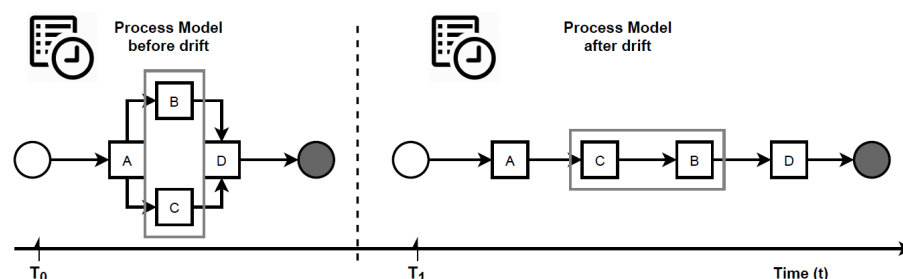 Process Model
before drift
Process Model
after drift
B
A
D
C
A
C
B
D
T0
T1
Time (t)